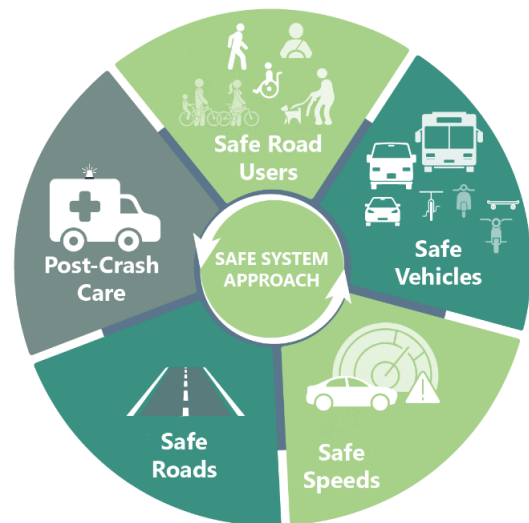 Safe Road
Users
Safe
Vehicles
Safe
Speeds
Safe
Roads
Post-Crash
Care
SAFE SYSTEM
APPROACH